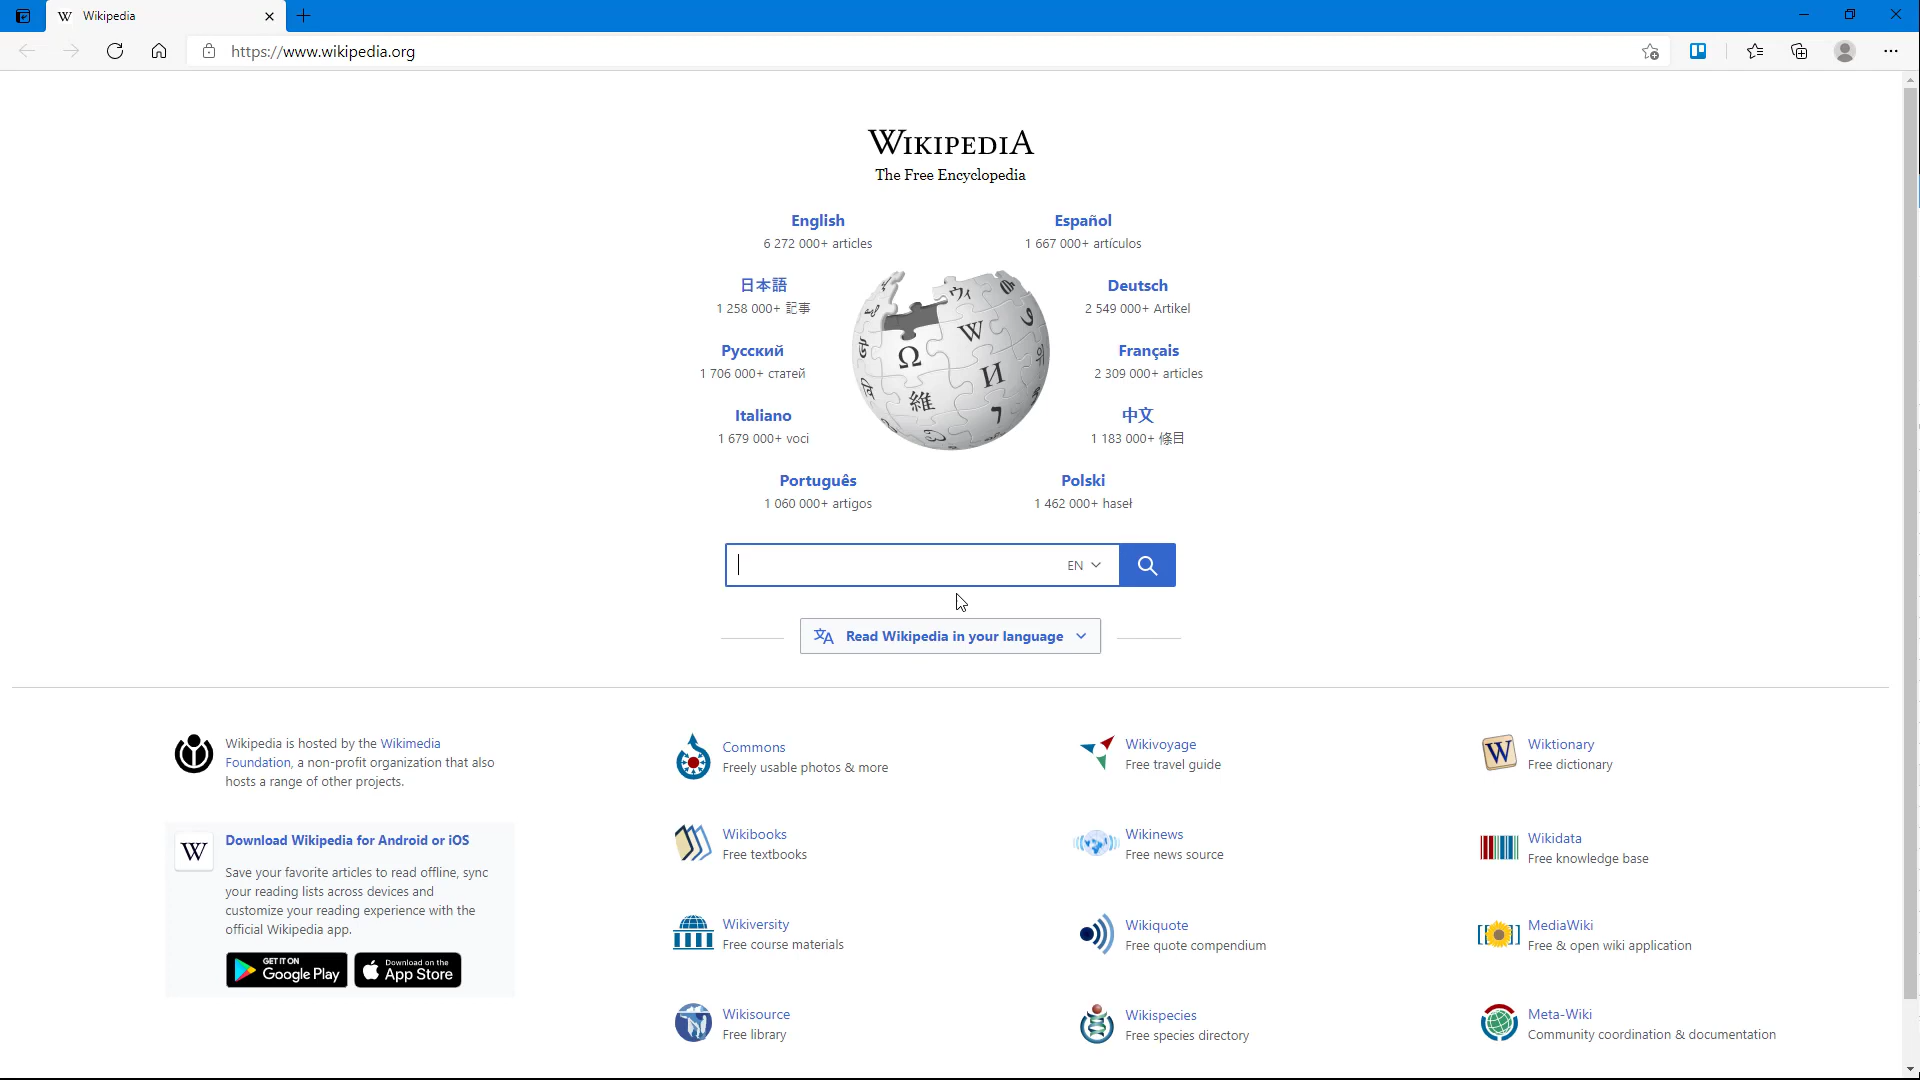 Wikipedia
https://www.wikipedia.org
WIKIPEDIA
The Free Encyclopedia
English
6 272 000+ articles
Español
1 667 000+ artículos
日本語
1 258 000+ 記事
Deutsch
2 549 000+ Artikel
Русский
1 706 000+ статей
Français
2 309 000+ articles
Italiano
1 679 000+ voci
中文
1 183 000+ 條目
Português
1 060 000+ artigos
Polski
1 462 000+ haseł
Ω W И 維 ウィ 7
EN
Read Wikipedia in your language
Wikipedia is hosted by the Wikimedia
Foundation, a non-profit organization that also
hosts a range of other projects.
W
Download Wikipedia for Android or iOS
Save your favorite articles to read offline, sync
your reading lists across devices and
customize your reading experience with the
official Wikipedia app.
GET IT ON
Google Play
Download on the
App Store
Commons
Freely usable photos & more
Wikivoyage
Free travel guide
W
Wiktionary
Free dictionary
Wikibooks
Free textbooks
Wikinews
Free news source
Wikidata
Free knowledge base
Wikiversity
Free course materials
Wikiquote
Free quote compendium
MediaWiki
Free & open wiki application
Wikisource
Free library
Wikispecies
Free species directory
Meta-Wiki
Community coordination & documentation